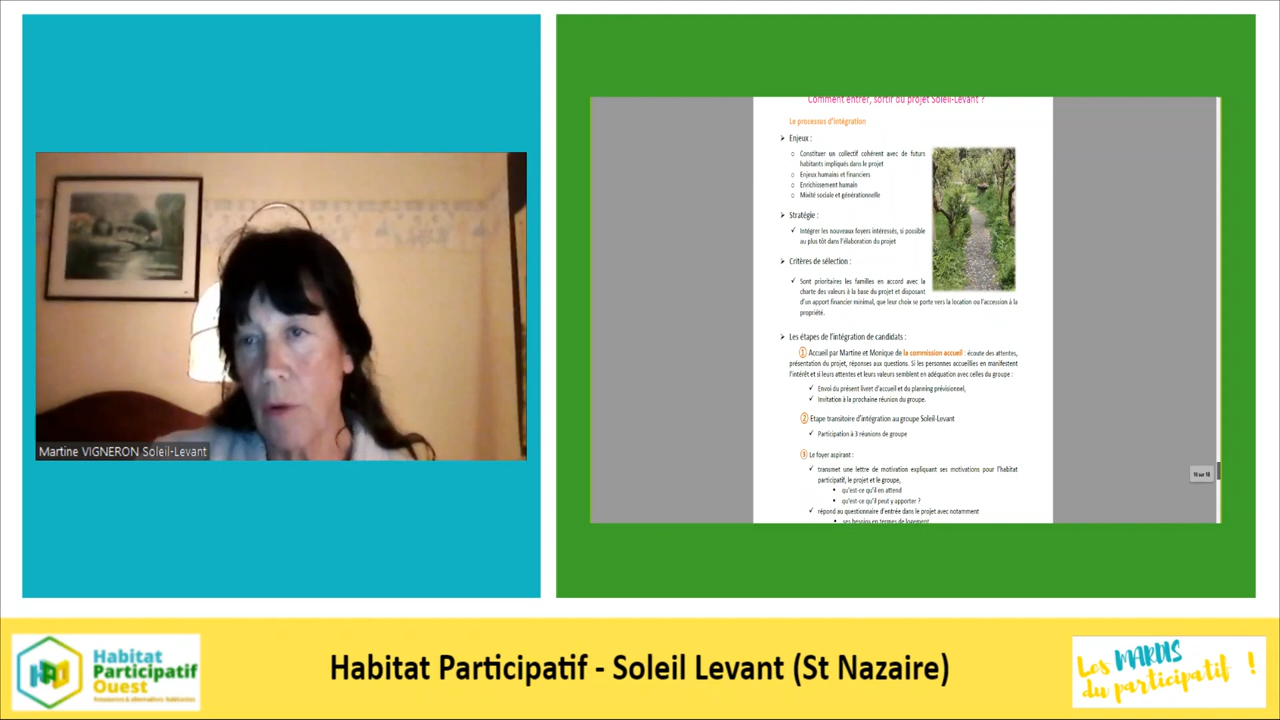 Martine VIGNERON Soleil-Levant
Comment entrer, sortir du projet Soleil-Levant ?
Le processus d'intégration
➢ Enjeux :
o Constituer un collectif cohérent avec de futurs
habitants impliqués dans le projet
o Enjeux humains et financiers
o Enrichissement humain
o Mixité sociale et générationnelle
➢ Stratégie :
✓ Intégrer les nouveaux foyers intéressés, si possible
au plus tôt dans l'élaboration du projet
➢ Critères de sélection :
✓ Sont prioritaires les familles en accord avec la
charte des valeurs à la base du projet et disposant
d'un apport financier minimal, que leur choix se porte vers la location ou l'accession à la
propriété.
➢ Les étapes de l'intégration de candidats :
① Accueil par Martine et Monique de la commission accueil : écoute des attentes,
présentation du projet, réponses aux questions. Si les personnes accueillies en manifestent
l'intérêt et si leurs attentes et leurs valeurs semblent en adéquation avec celles du groupe :
✓ Envoi du présent livret d'accueil et du planning prévisionnel,
✓ Invitation à la prochaine réunion du groupe.
② Etape transitoire d'intégration au groupe Soleil-Levant
✓ Participation à 3 réunions de groupe
③ Le foyer aspirant :
✓ transmet une lettre de motivation expliquant ses motivations pour l'habitat
participatif, le projet et le groupe,
• qu'est-ce qu'il en attend
• qu'est-ce qu'il peut y apporter ?
✓ répond au questionnaire d'entrée dans le projet avec notamment
• ses besoins en termes de logement
16 sur 18
Habitat
Participatif
Ouest
Habitat Participatif - Soleil Levant (St Nazaire)
Les MARDIS
du participatif !